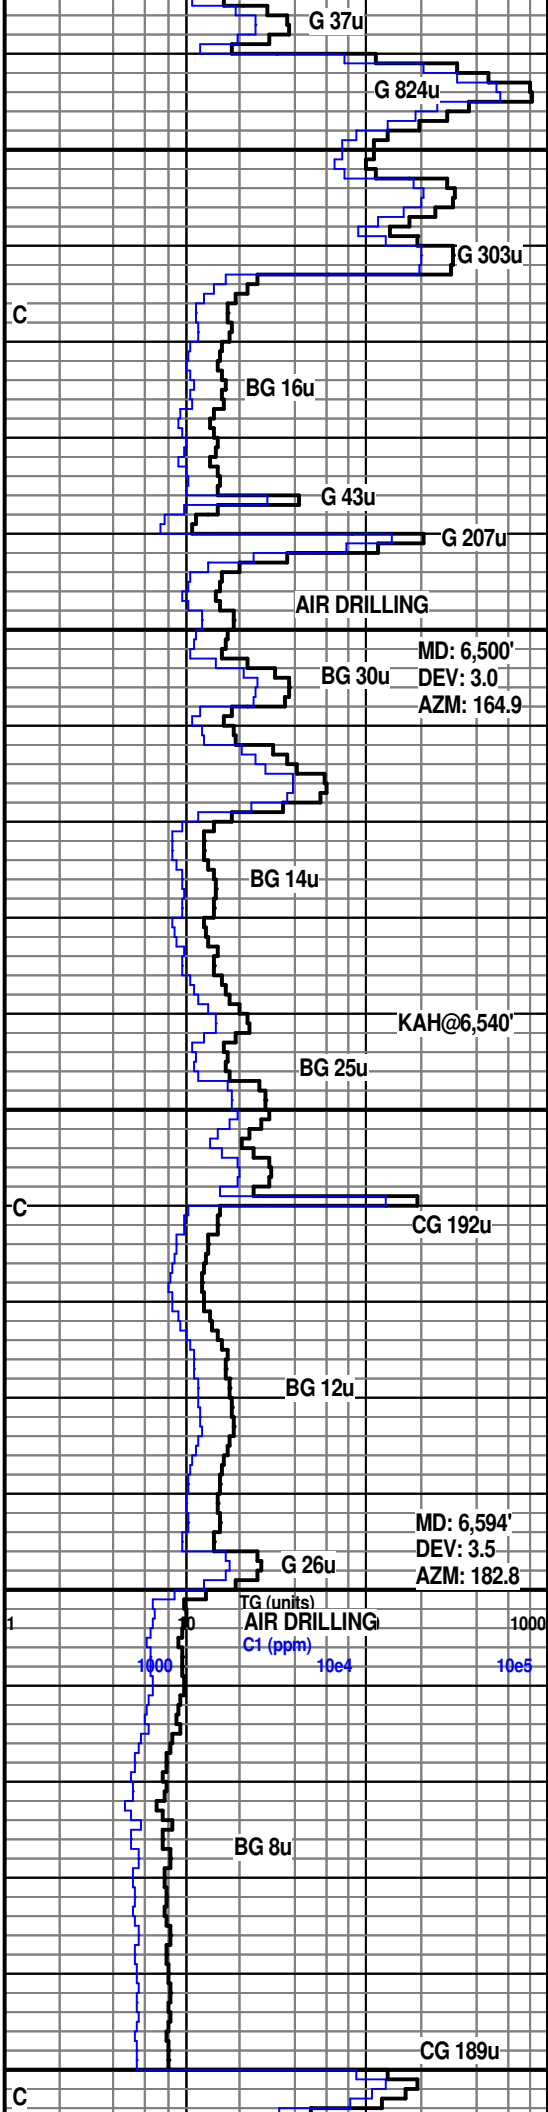 G 37u
G 824u
G 303u
C
BG 16u
G 43u
G 207u
AIR DRILLING
MD: 6,500'
BG 30u
DEV: 3.0
AZM: 164.9
BG 14u
KAH@6,540'
BG 25u
C
CG 192u
BG 12u
MD: 6,594'
DEV: 3.5
G 26u
AZM: 182.8
TG (units)
1 10 AIR DRILLING 1000
C1 (ppm)
1000 10e4 10e5
BG 8u
CG 189u
C